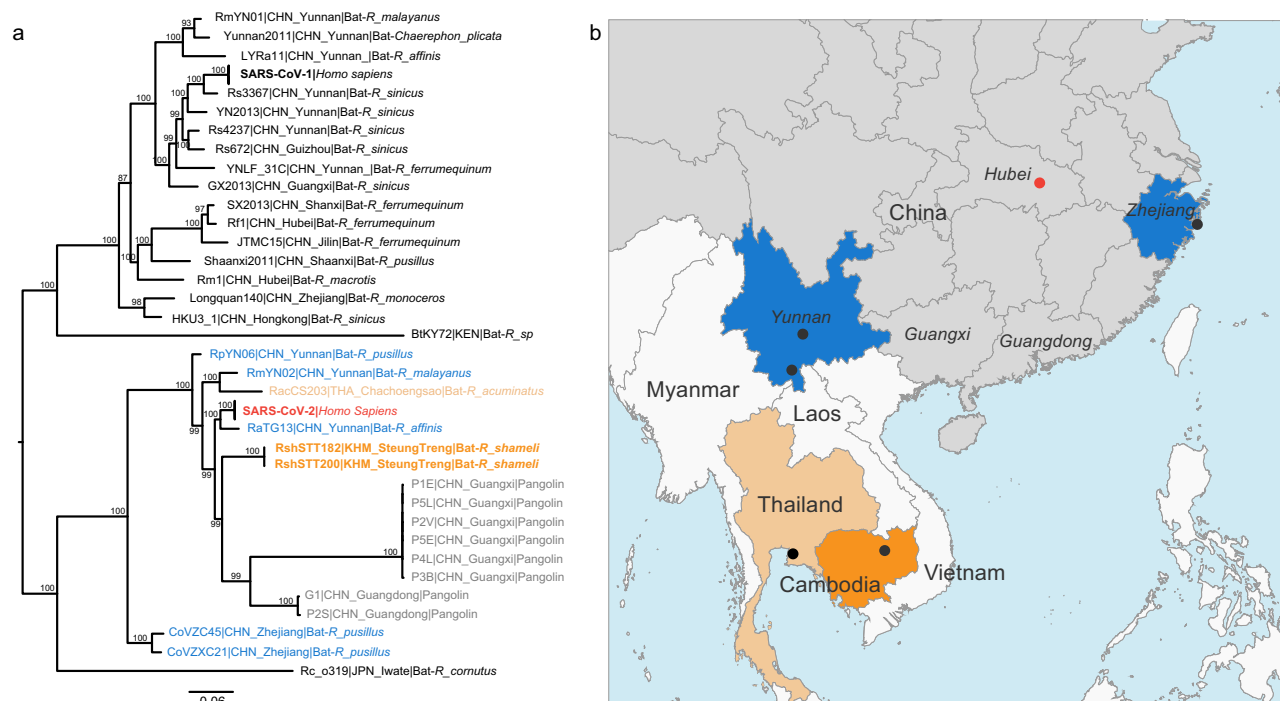 a
RmYN01|CHN_Yunnan|Bat-R_malayanus
Yunnan2011|CHN_Yunnan|Bat-Chaerephon_plicata
LYRa11|CHN_Yunnan_|Bat-R_affinis
SARS-CoV-1|Homo sapiens
Rs3367|CHN_Yunnan|Bat-R_sinicus
YN2013|CHN_Yunnan|Bat-R_sinicus
Rs4237|CHN_Yunnan|Bat-R_sinicus
Rs672|CHN_Guizhou|Bat-R_sinicus
YNLF_31C|CHN_Yunnan_|Bat-R_ferrumequinum
GX2013|CHN_Guangxi|Bat-R_sinicus
SX2013|CHN_Shanxi|Bat-R_ferrumequinum
Rf1|CHN_Hubei|Bat-R_ferrumequinum
JTMC15|CHN_Jilin|Bat-R_ferrumequinum
Shaanxi2011|CHN_Shaanxi|Bat-R_pusillus
Rm1|CHN_Hubei|Bat-R_macrotis
Longquan140|CHN_Zhejiang|Bat-R_monoceros
HKU3_1|CHN_Hongkong|Bat-R_sinicus
BtKY72|KEN|Bat-R_sp
RpYN06|CHN_Yunnan|Bat-R_pusillus
RmYN02|CHN_Yunnan|Bat-R_malayanus
RacCS203|THA_Chachoengsao|Bat-R_acuminatus
SARS-CoV-2|Homo Sapiens
RaTG13|CHN_Yunnan|Bat-R_affinis
RshSTT182|KHM_SteungTreng|Bat-R_shameli
RshSTT200|KHM_SteungTreng|Bat-R_shameli
P1E|CHN_Guangxi|Pangolin
P5L|CHN_Guangxi|Pangolin
P2V|CHN_Guangxi|Pangolin
P5E|CHN_Guangxi|Pangolin
P4L|CHN_Guangxi|Pangolin
P3B|CHN_Guangxi|Pangolin
G1|CHN_Guangdong|Pangolin
P2S|CHN_Guangdong|Pangolin
CoVZC45|CHN_Zhejiang|Bat-R_pusillus
CoVZXC21|CHN_Zhejiang|Bat-R_pusillus
Rc_o319|JPN_Iwate|Bat-R_cornutus
93
100
100
100
100
100
99
99
100
100
87
97
100
100
100
98
100
100
100
100
100
100
99
100
99
100
99
100
99
100
100
100
100
b
Hubei
China
Zhejiang
Yunnan
Guangxi
Guangdong
Myanmar
Laos
Thailand
Cambodia
Vietnam